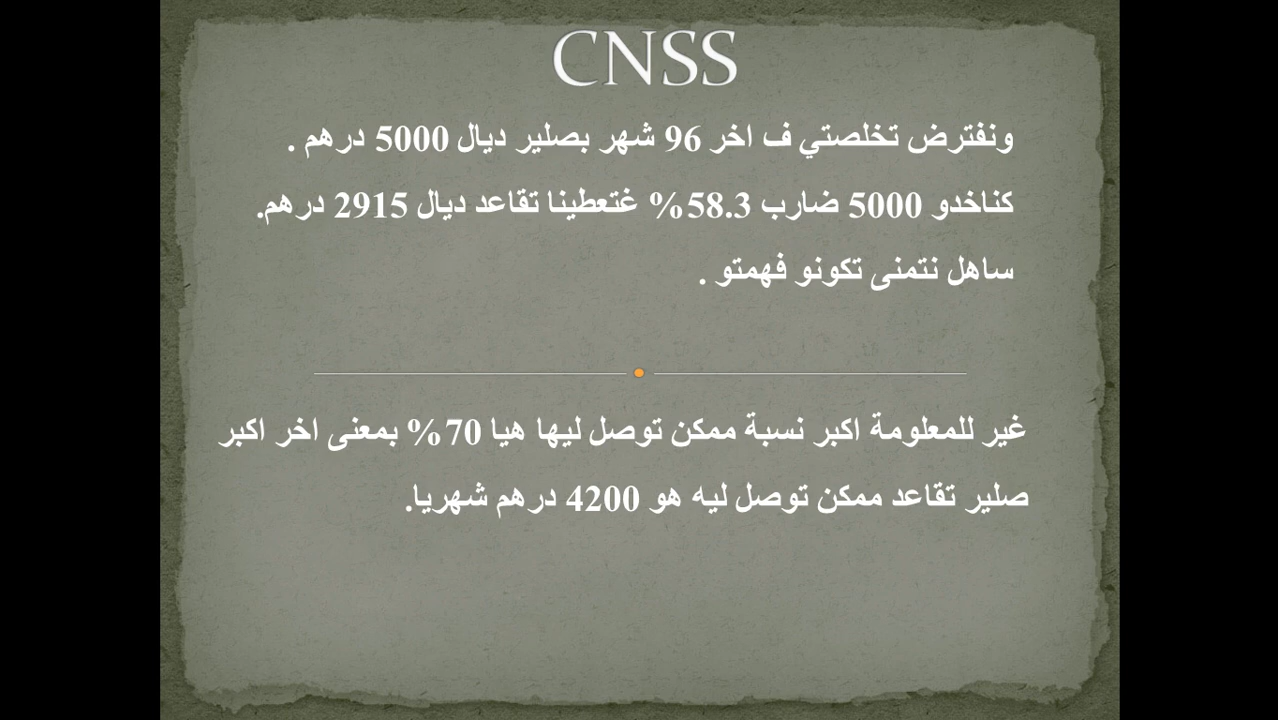 CNSS
ونفترض تخلصتي ف اخر 96 شهر بصلير ديال 5000 درهم .
كناخدو 5000 ضارب 58.3% غتعطينا تقاعد ديال 2915 درهم.
ساهل نتمنى تكونو فهمتو .
غير للمعلومة اكبر نسبة ممكن توصل ليها هيا 70% بمعنى اخر اكبر
صلير تقاعد ممكن توصل ليه هو 4200 درهم شهريا.